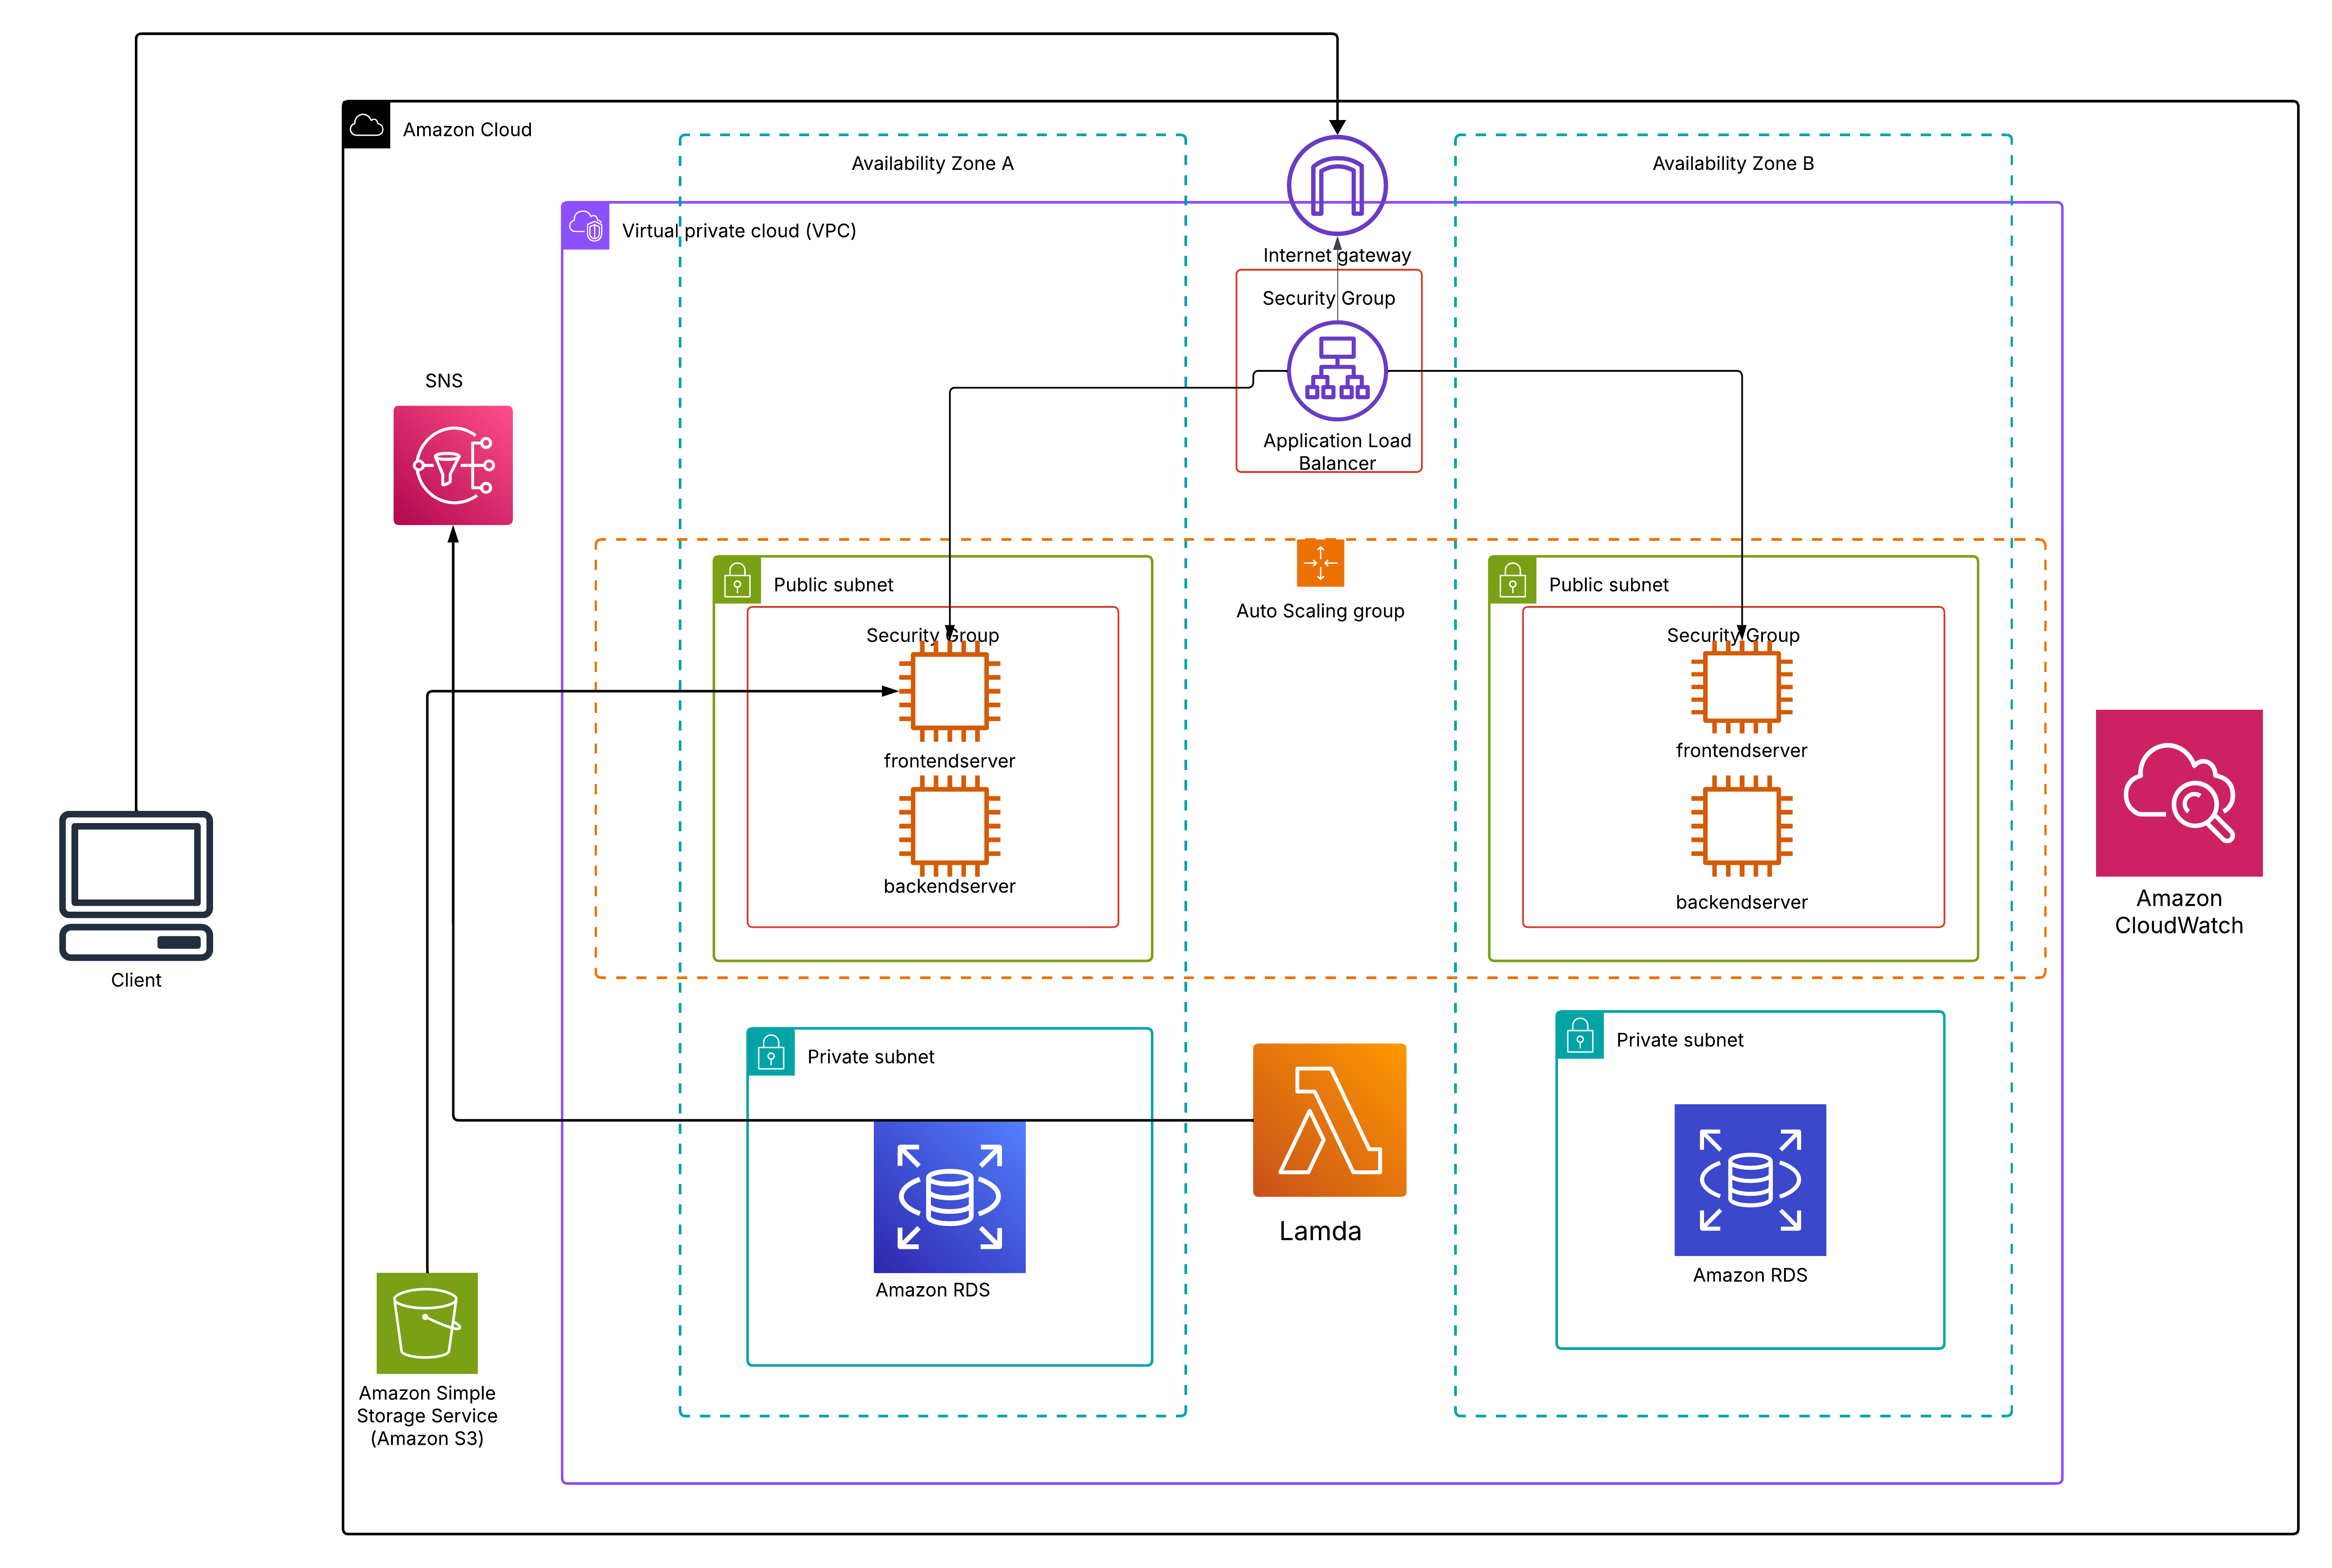 Amazon Cloud
Availability Zone A
Availability Zone B
Virtual private cloud (VPC)
Internet gateway
Security Group
SNS
Application Load
Balancer
Public subnet
Auto Scaling group
Public subnet
Security Group
Security Group
frontendserver
frontendserver
backendserver
backendserver
Amazon
CloudWatch
Client
Private subnet
Private subnet
Lamda
Amazon RDS
Amazon RDS
Amazon Simple
Storage Service
(Amazon S3)